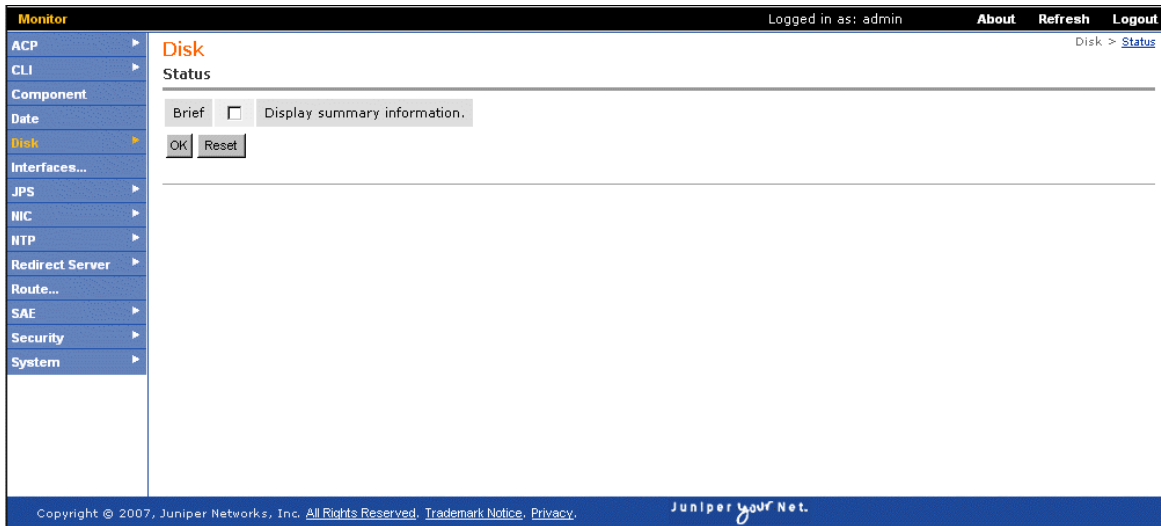 Monitor Logged in as: admin About Refresh Logout
Disk > Status
ACP
CLI
Component
Date
Disk
Interfaces...
JPS
NIC
NTP
Redirect Server
Route...
SAE
Security
System
Disk
Status
Brief Display summary information.
OK Reset
Copyright © 2007, Juniper Networks, Inc. All Rights Reserved. Trademark Notice. Privacy.
Juniper your Net.